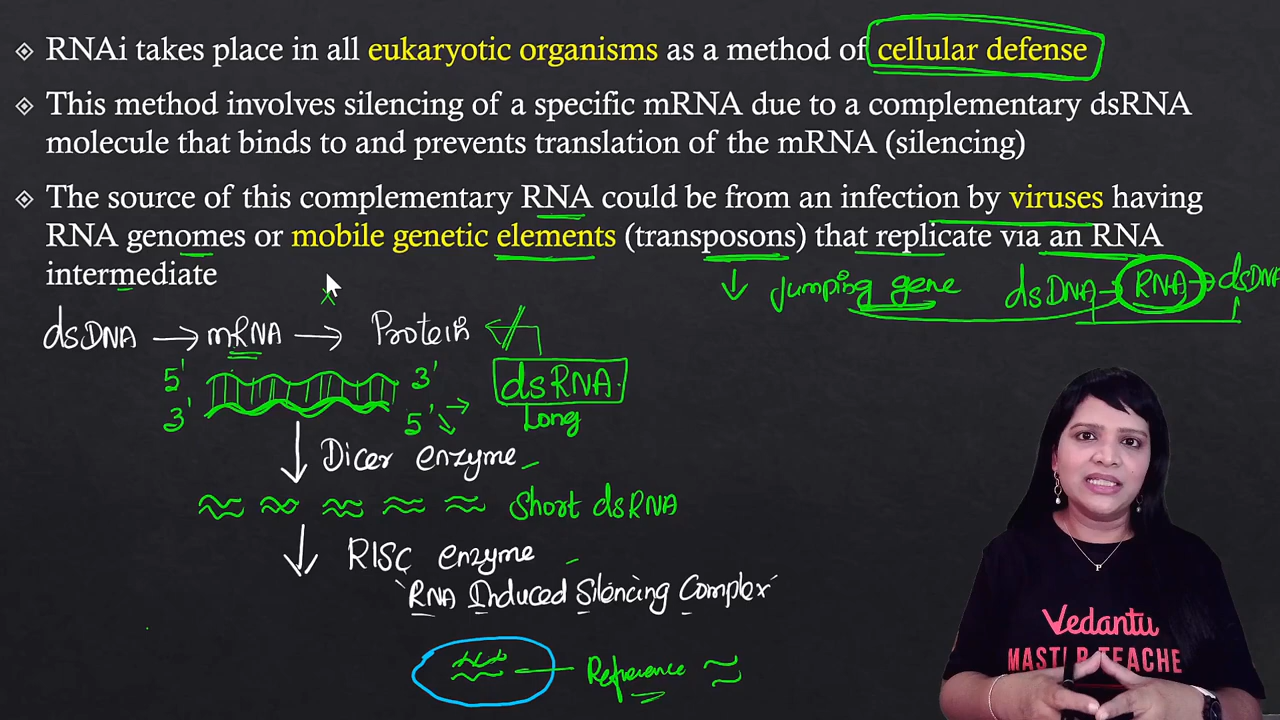 RNAi takes place in all eukaryotic organisms as a method of cellular defense
This method involves silencing of a specific mRNA due to a complementary dsRNA
molecule that binds to and prevents translation of the mRNA (silencing)
The source of this complementary RNA could be from an infection by viruses having
RNA genomes or mobile genetic elements (transposons) that replicate via an RNA
intermediate
↓ Jumping gene dsDNA → RNA → dsDNA
dsDNA → mRNA → Protein
5' 3' dsRNA
3' 5' Long
Dicer enzyme
Short dsRNA
RISC enzyme
"RNA Induced Silencing Complex"
Vedantu
MASTER TEACHE
Reference